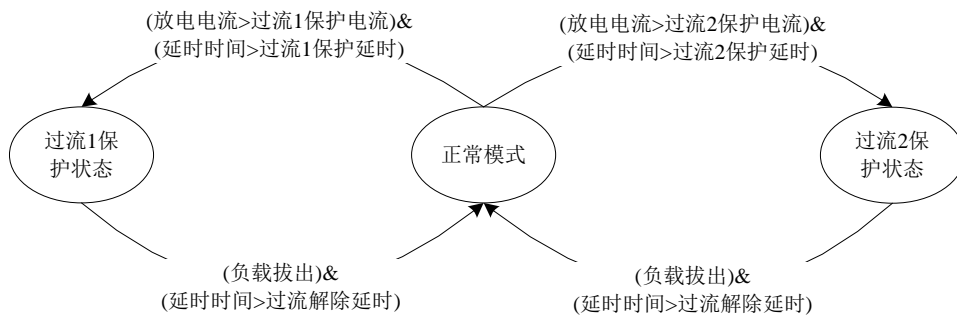 (放电电流>过流1保护电流)&
(延时时间>过流1保护延时)
(放电电流>过流2保护电流)&
(延时时间>过流2保护延时)
过流1保
护状态
正常模式
过流2保
护状态
(负载拔出)&
(延时时间>过流解除延时)
(负载拔出)&
(延时时间>过流解除延时)